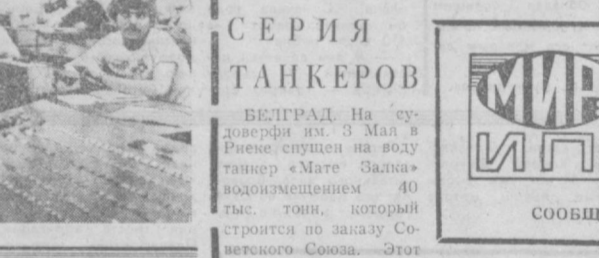 СЕРИЯ
ТАНКЕРОВ
БЕЛГРАД. На су-
доверфи им. 3 Мая в
Риеке спущен на воду
танкер «Мате Залка»
водоизмещением 40
тыс. тонн, который
строится по заказу Со-
ветского Союза. Этот
МИР
ИП
СООБЩ